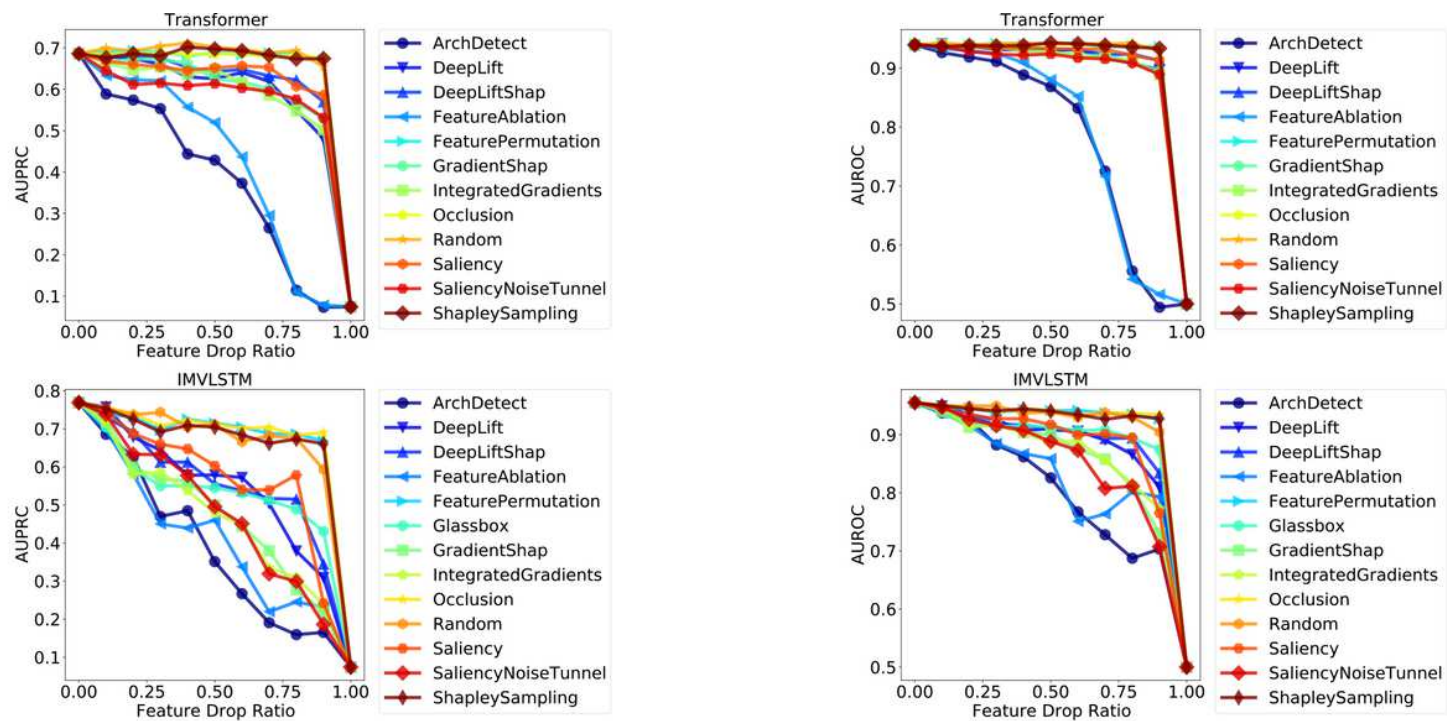 Transformer
AUPRC
0.7
0.6
0.5
0.4
0.3
0.2
0.1
0.00 0.25 0.50 0.75 1.00
Feature Drop Ratio
ArchDetect
DeepLift
DeepLiftShap
FeatureAblation
FeaturePermutation
GradientShap
IntegratedGradients
Occlusion
Random
Saliency
SaliencyNoiseTunnel
ShapleySampling
Transformer
AUROC
0.9
0.8
0.7
0.6
0.5
0.00 0.25 0.50 0.75 1.00
Feature Drop Ratio
ArchDetect
DeepLift
DeepLiftShap
FeatureAblation
FeaturePermutation
GradientShap
IntegratedGradients
Occlusion
Random
Saliency
SaliencyNoiseTunnel
ShapleySampling
IMVLSTM
AUPRC
0.8
0.7
0.6
0.5
0.4
0.3
0.2
0.1
0.00 0.25 0.50 0.75 1.00
Feature Drop Ratio
ArchDetect
DeepLift
DeepLiftShap
FeatureAblation
FeaturePermutation
Glassbox
GradientShap
IntegratedGradients
Occlusion
Random
Saliency
SaliencyNoiseTunnel
ShapleySampling
IMVLSTM
AUROC
0.9
0.8
0.7
0.6
0.5
0.00 0.25 0.50 0.75 1.00
Feature Drop Ratio
ArchDetect
DeepLift
DeepLiftShap
FeatureAblation
FeaturePermutation
Glassbox
GradientShap
IntegratedGradients
Occlusion
Random
Saliency
SaliencyNoiseTunnel
ShapleySampling